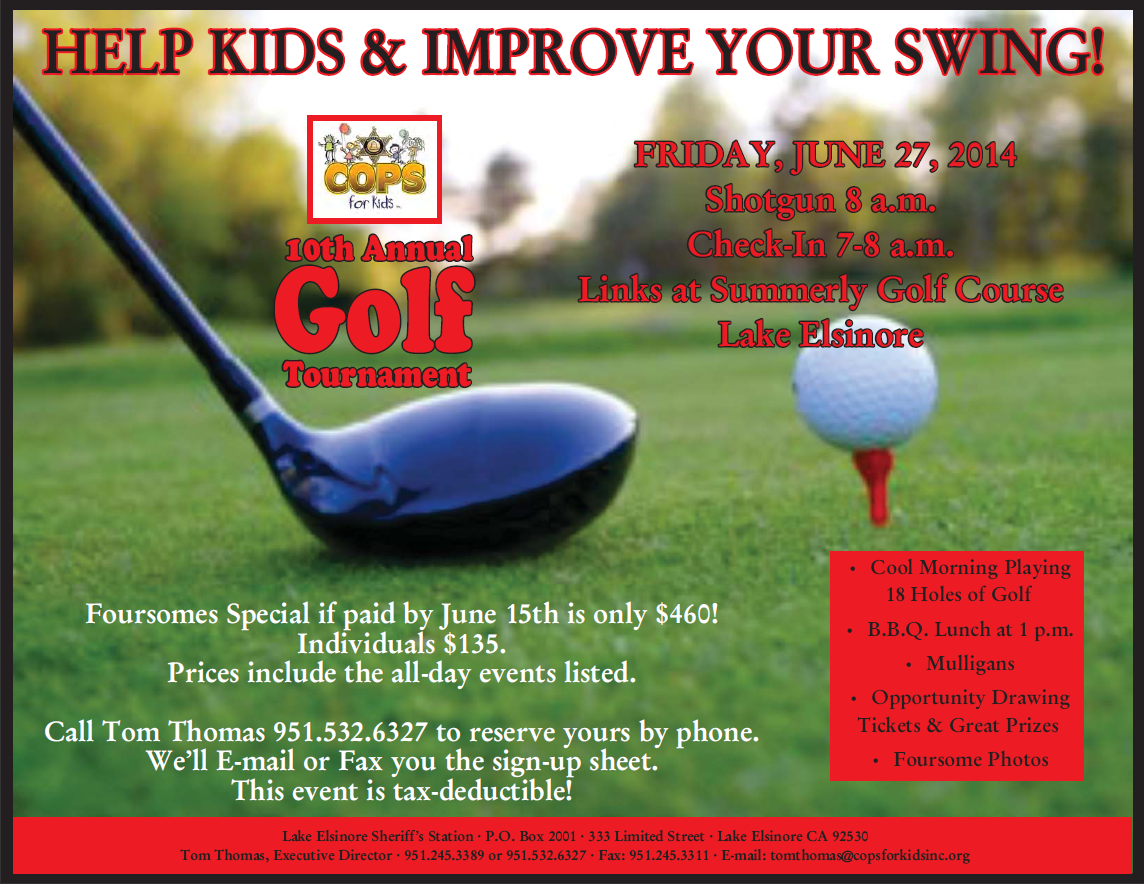 HELP KIDS & IMPROVE YOUR SWING!
COPS
for Kids
10th Annual
Golf
Tournament
FRIDAY, JUNE 27, 2014
Shotgun 8 a.m.
Check-In 7-8 a.m.
Links at Summerly Golf Course
Lake Elsinore
Foursomes Special if paid by June 15th is only $460!
Individuals $135.
Prices include the all-day events listed.
Call Tom Thomas 951.532.6327 to reserve yours by phone.
We'll E-mail or Fax you the sign-up sheet.
This event is tax-deductible!
• Cool Morning Playing
18 Holes of Golf
• B.B.Q. Lunch at 1 p.m.
• Mulligans
• Opportunity Drawing
Tickets & Great Prizes
• Foursome Photos
Lake Elsinore Sheriff's Station · P.O. Box 2001 · 333 Limited Street · Lake Elsinore CA 92530
Tom Thomas, Executive Director · 951.245.3389 or 951.532.6327 · Fax: 951.245.3311 · E-mail: tomthomas@copsforkidsinc.org